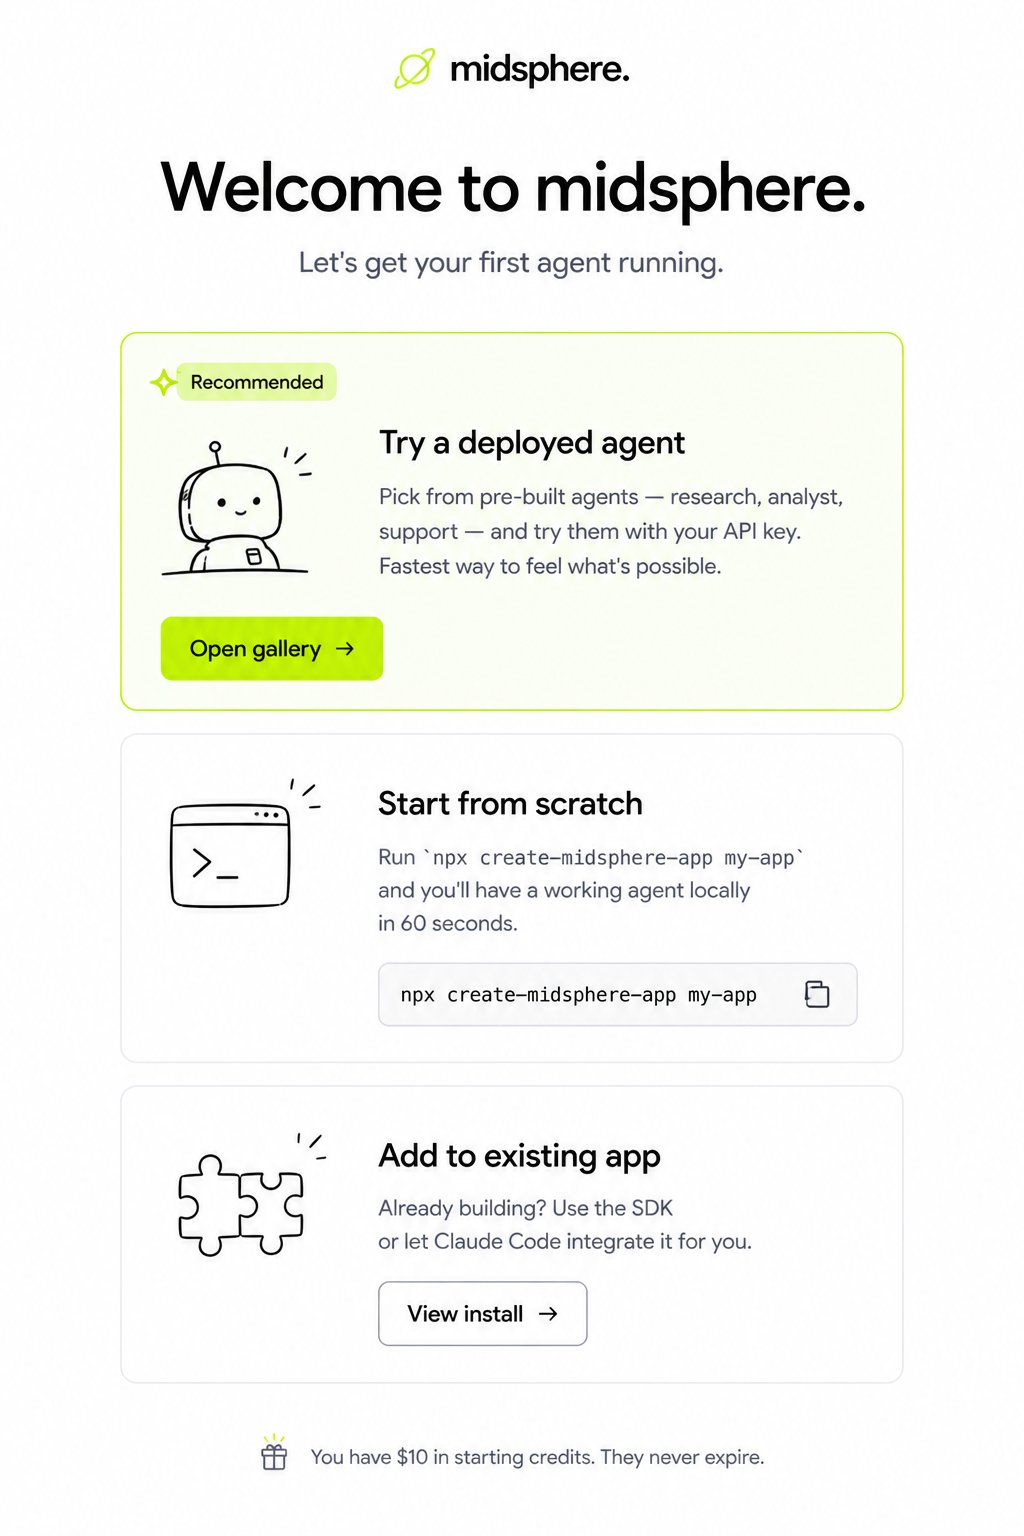 midsphere.
Welcome to midsphere.
Let's get your first agent running.
Recommended
Try a deployed agent
Pick from pre-built agents — research, analyst,
support — and try them with your API key.
Fastest way to feel what's possible.
Open gallery →
Start from scratch
Run `npx create-midsphere-app my-app`
and you'll have a working agent locally
in 60 seconds.
npx create-midsphere-app my-app
Add to existing app
Already building? Use the SDK
or let Claude Code integrate it for you.
View install →
You have $10 in starting credits. They never expire.